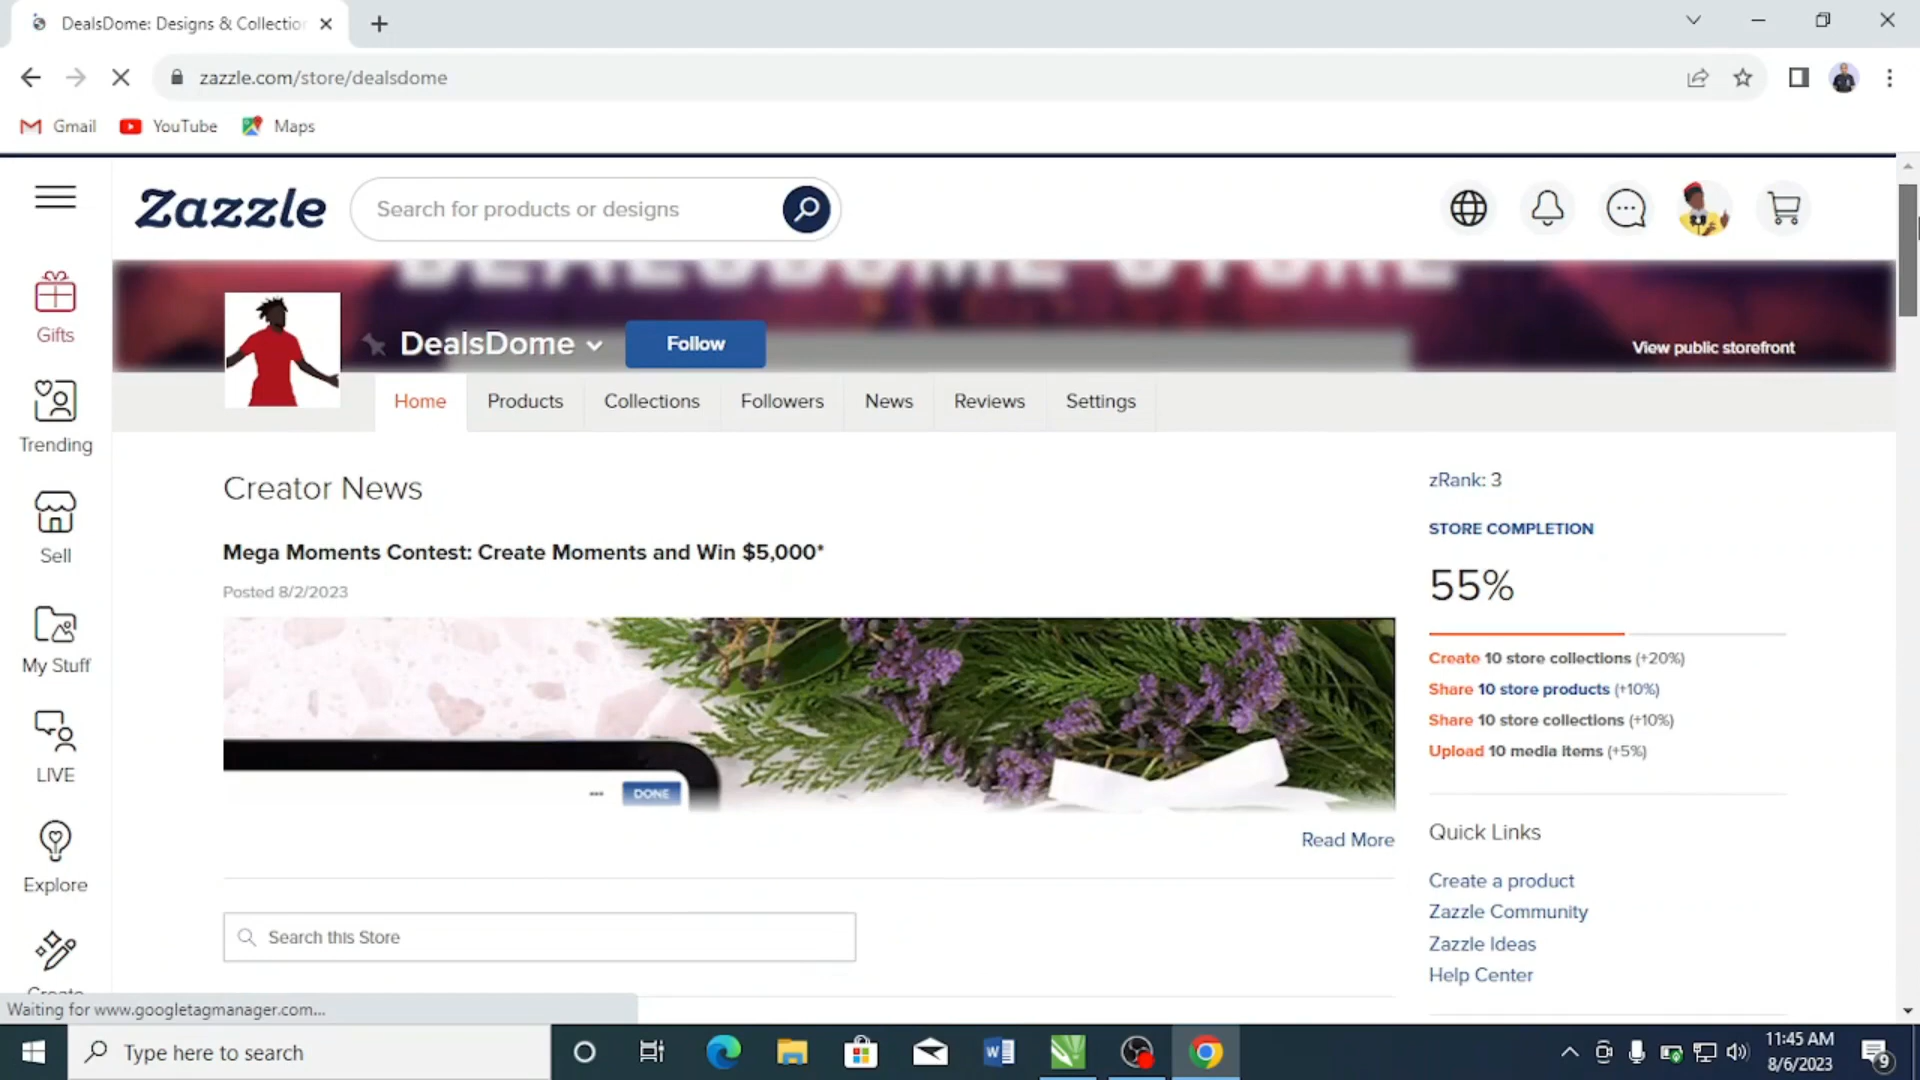 DealsDome: Designs & Collection
zazzle.com/store/dealsdome
Gmail
YouTube
Maps
Zazzle
Search for products or designs
DEALSDOME STORE
Gifts
DealsDome
Follow
View public storefront
Home
Products
Collections
Followers
News
Reviews
Settings
Trending
Creator News
zRank: 3
STORE COMPLETION
Mega Moments Contest: Create Moments and Win $5,000*
Sell
55%
Posted 8/2/2023
Create 10 store collections (+20%)
My Stuff
Share 10 store products (+10%)
Share 10 store collections (+10%)
Upload 10 media items (+5%)
LIVE
DONE
Read More
Quick Links
Explore
Create a product
Zazzle Community
Search this Store
Zazzle Ideas
Help Center
Create
Waiting for www.googletagmanager.com...
Type here to search
11:45 AM
8/6/2023
9